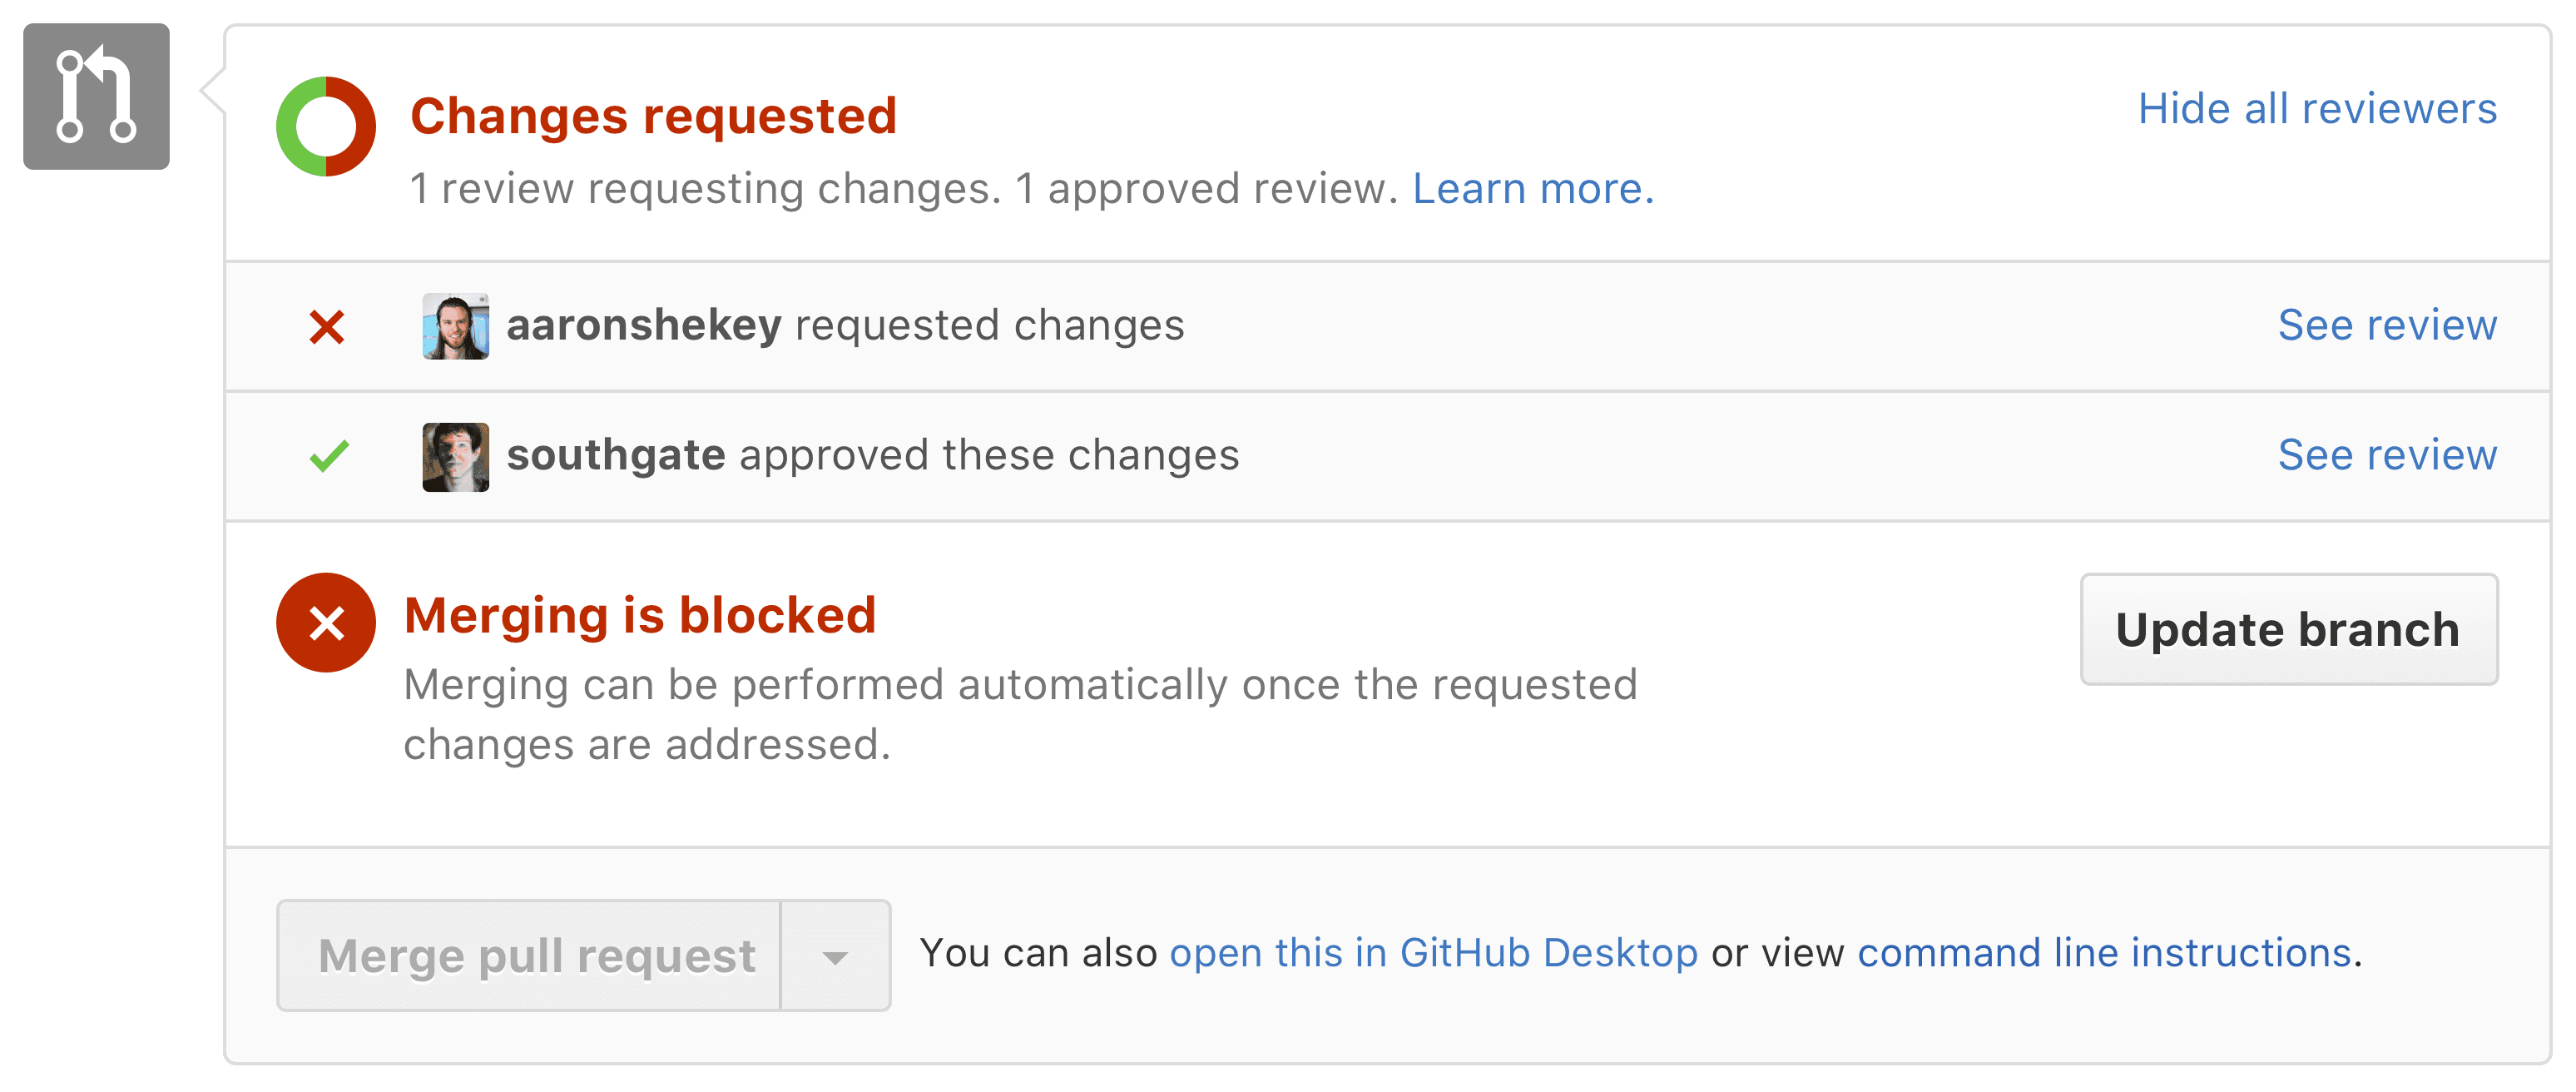 Changes requested
Hide all reviewers
1 review requesting changes. 1 approved review. Learn more.
aaronshekey requested changes
See review
southgate approved these changes
See review
Merging is blocked
Update branch
Merging can be performed automatically once the requested
changes are addressed.
Merge pull request
You can also open this in GitHub Desktop or view command line instructions.